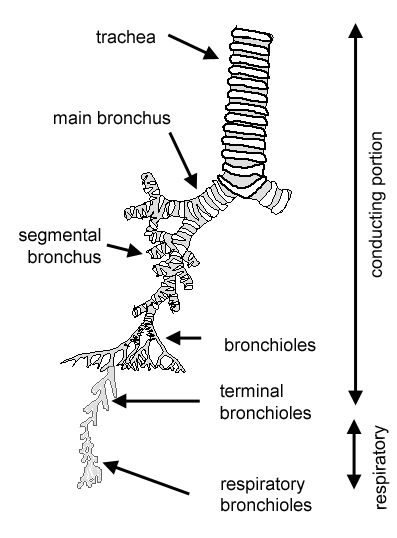 trachea
main bronchus
segmental
bronchus
bronchioles
terminal
bronchioles
respiratory
bronchioles
conducting portion
respiratory